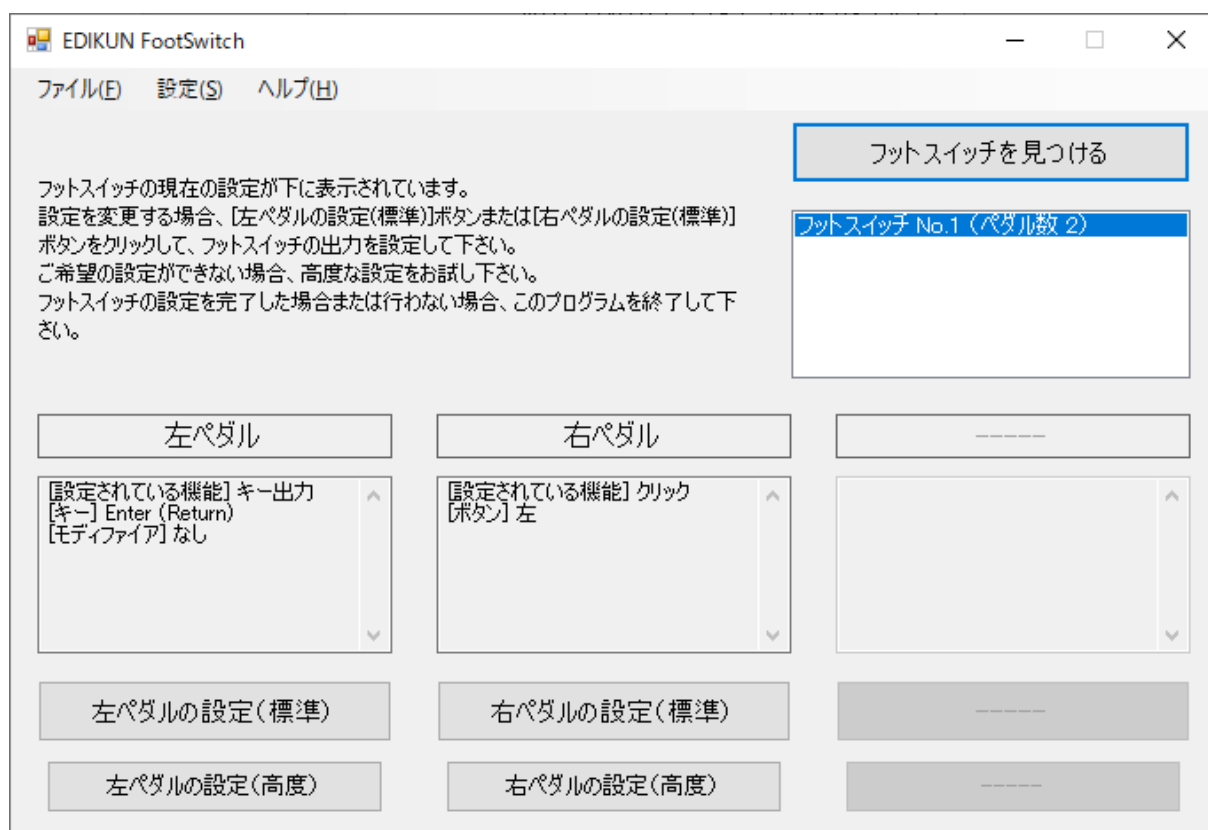 EDIKUN FootSwitch
ファイル(F) 設定(S) ヘルプ(H)
フットスイッチを見つける
フットスイッチの現在の設定が下に表示されています。
設定を変更する場合、[左ペダルの設定(標準)]ボタンまたは[右ペダルの設定(標準)]
ボタンをクリックして、フットスイッチの出力を設定して下さい。
ご希望の設定ができない場合、高度な設定をお試し下さい。
フットスイッチの設定を完了した場合または行わない場合、このプログラムを終了して下
さい。
フットスイッチ No.1 (ペダル数 2)
左ペダル
[設定されている機能] キー出力
[キー] Enter (Return)
[モディファイア] なし
左ペダルの設定(標準)
左ペダルの設定(高度)
右ペダル
[設定されている機能] クリック
[ボタン] 左
右ペダルの設定(標準)
右ペダルの設定(高度)
-----
-----
-----